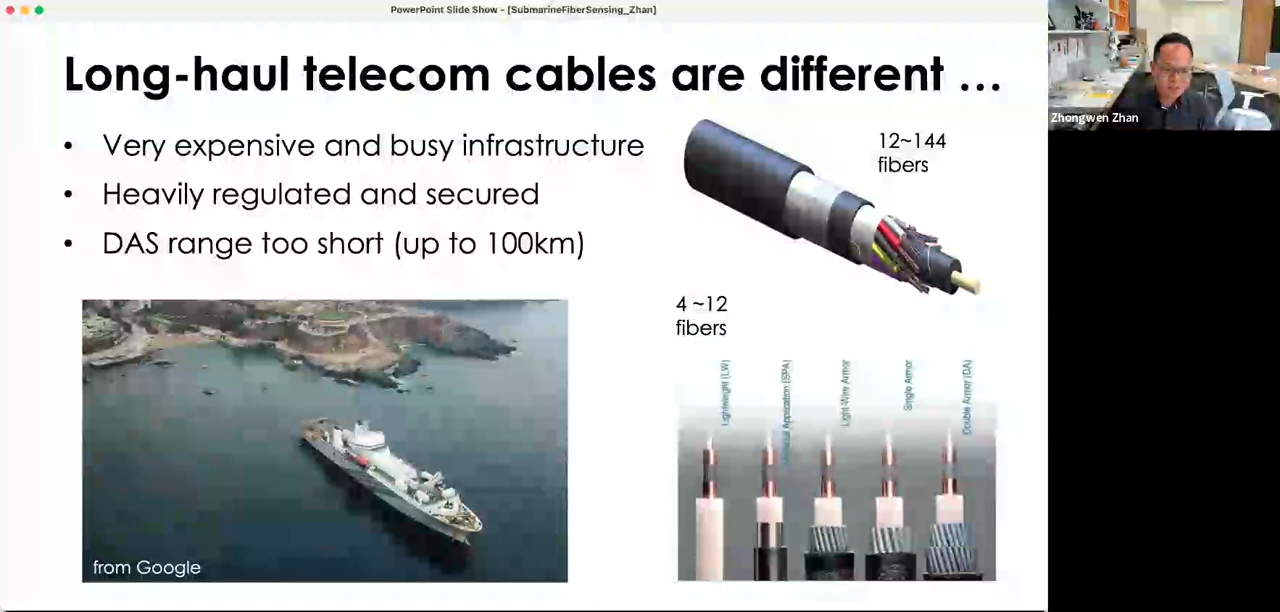 PowerPoint Slide Show - [SubmarineFiberSensing_Zhan]
Long-haul telecom cables are different ...
• Very expensive and busy infrastructure
• Heavily regulated and secured
• DAS range too short (up to 100km)
12~144
fibers
4 ~12
fibers
Lightweight (LW)
Application (SPA)
Light-Wire Armor
Single Armor
Double Armor (DA)
from Google
Zhongwen Zhan